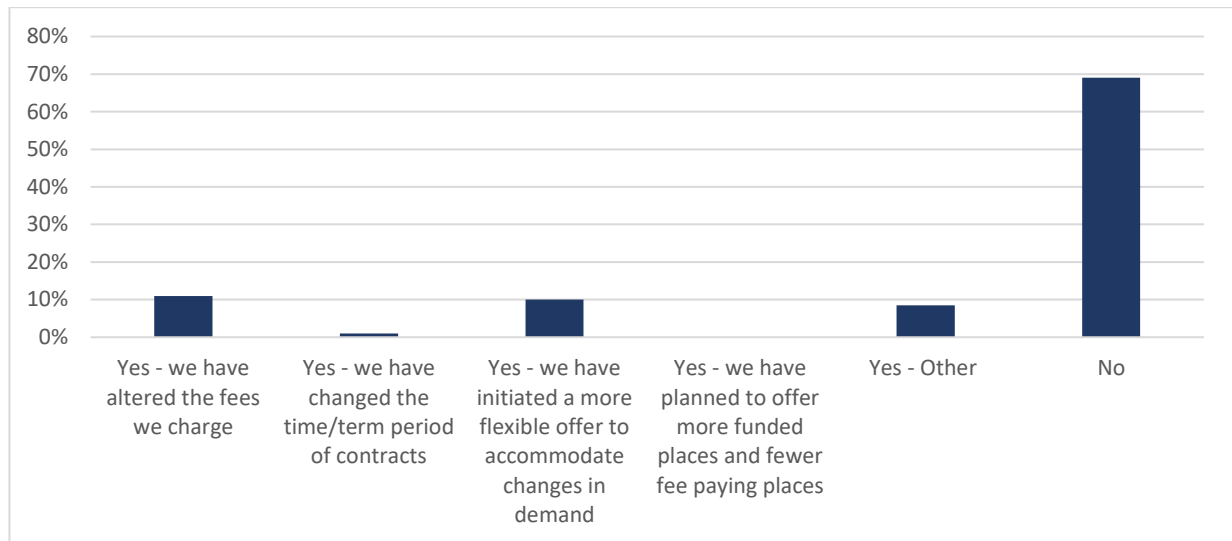 80%
70%
60%
50%
40%
30%
20%
10%
0%
Yes - we have
altered the fees
we charge
Yes - we have
changed the
time/term period
of contracts
Yes - we have
initiated a more
flexible offer to
accommodate
changes in
demand
Yes - we have
planned to offer
more funded
places and fewer
fee paying places
Yes - Other
No